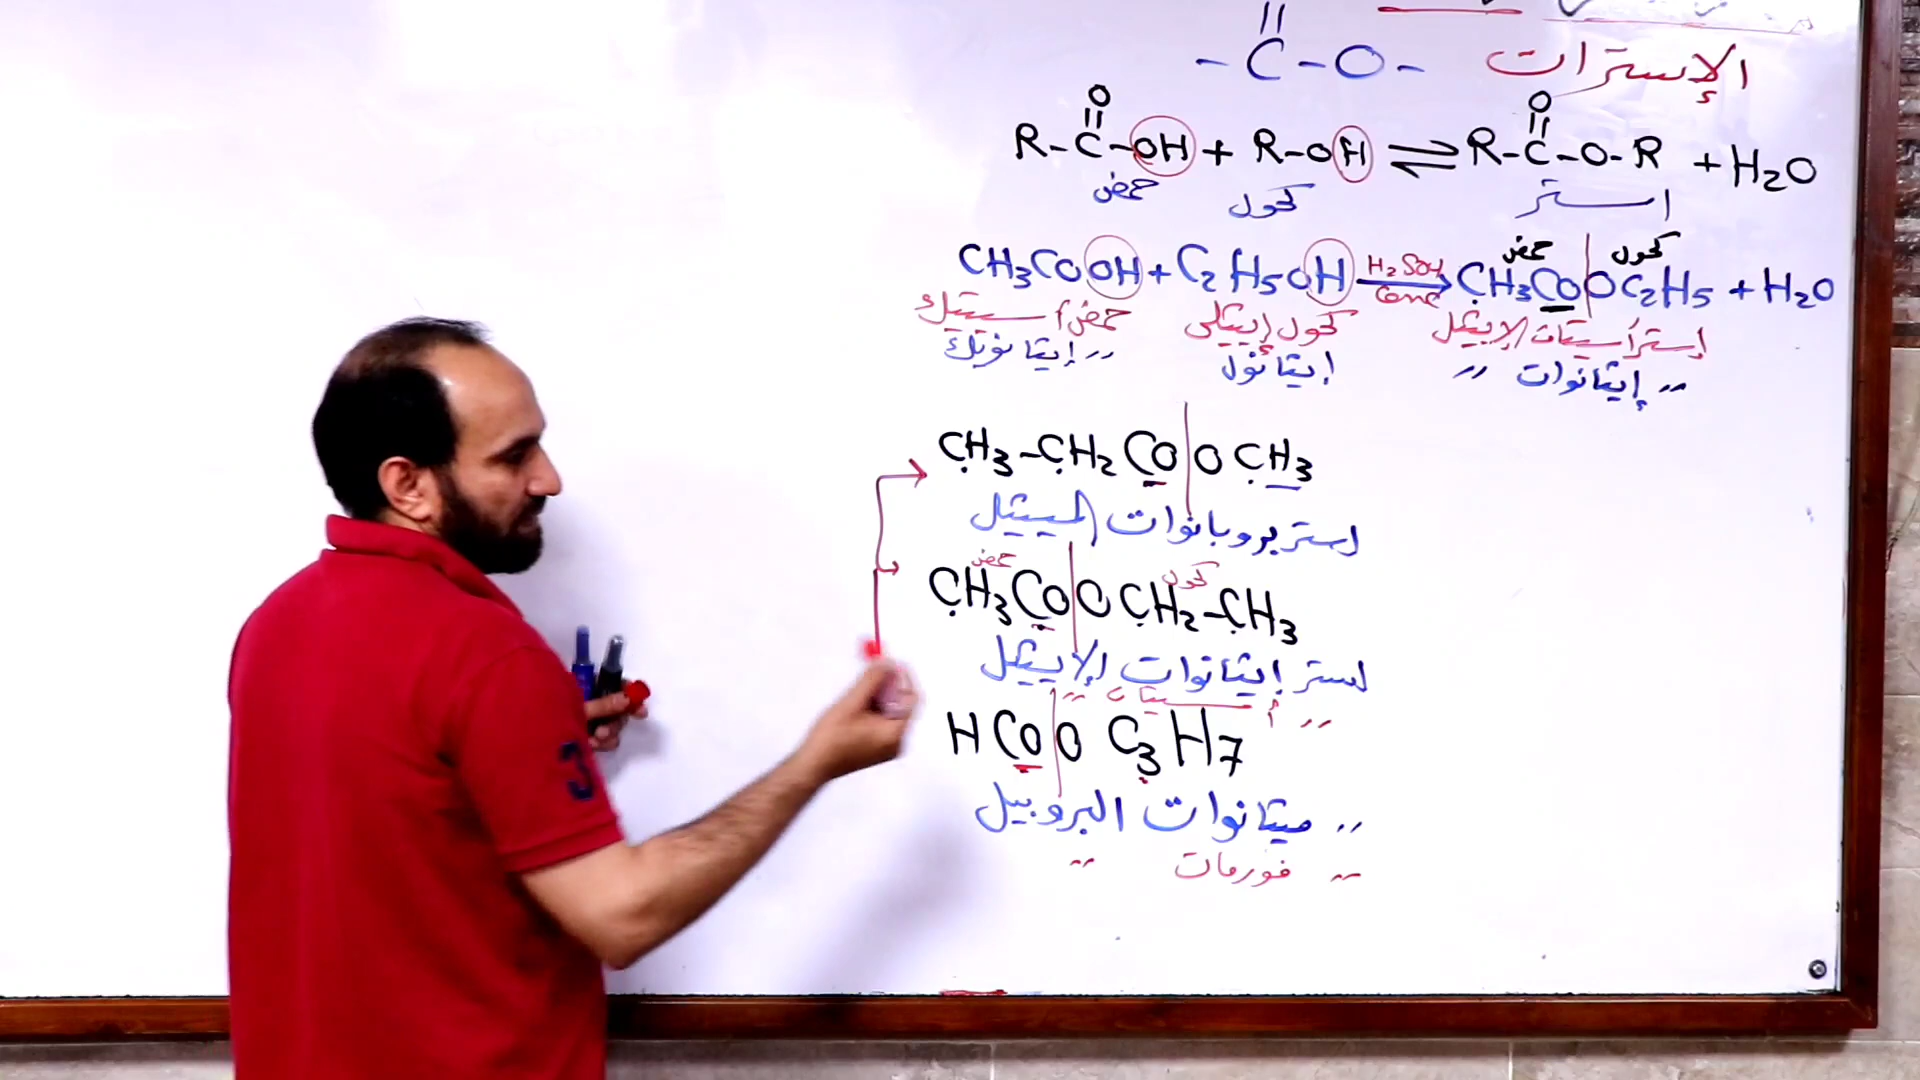 الإسترات
- C - O -
R-C-OH + R-OH ⇌ R-C-O-R + H2O
O O
حمض كحول استر
حمض كحول
CH3COOH + C2H5OH → CH3COOC2H5 + H2O
H2SO4
Conc
حمض أسيتيك كحول إيثيلي إسترأسيتات الإيثيل
〃 إيثانويك إيثانول 〃 إيثانوات 〃
CH3-CH2COOCH3
استر بروبانوات الميثيل
حمض كحول
CH3COOCH2-CH3
استر إيثانوات الإيثيل
〃 أسيتات 〃
HCOOC3H7
〃 ميثانوات البروبيل
〃 فورمات 〃
3